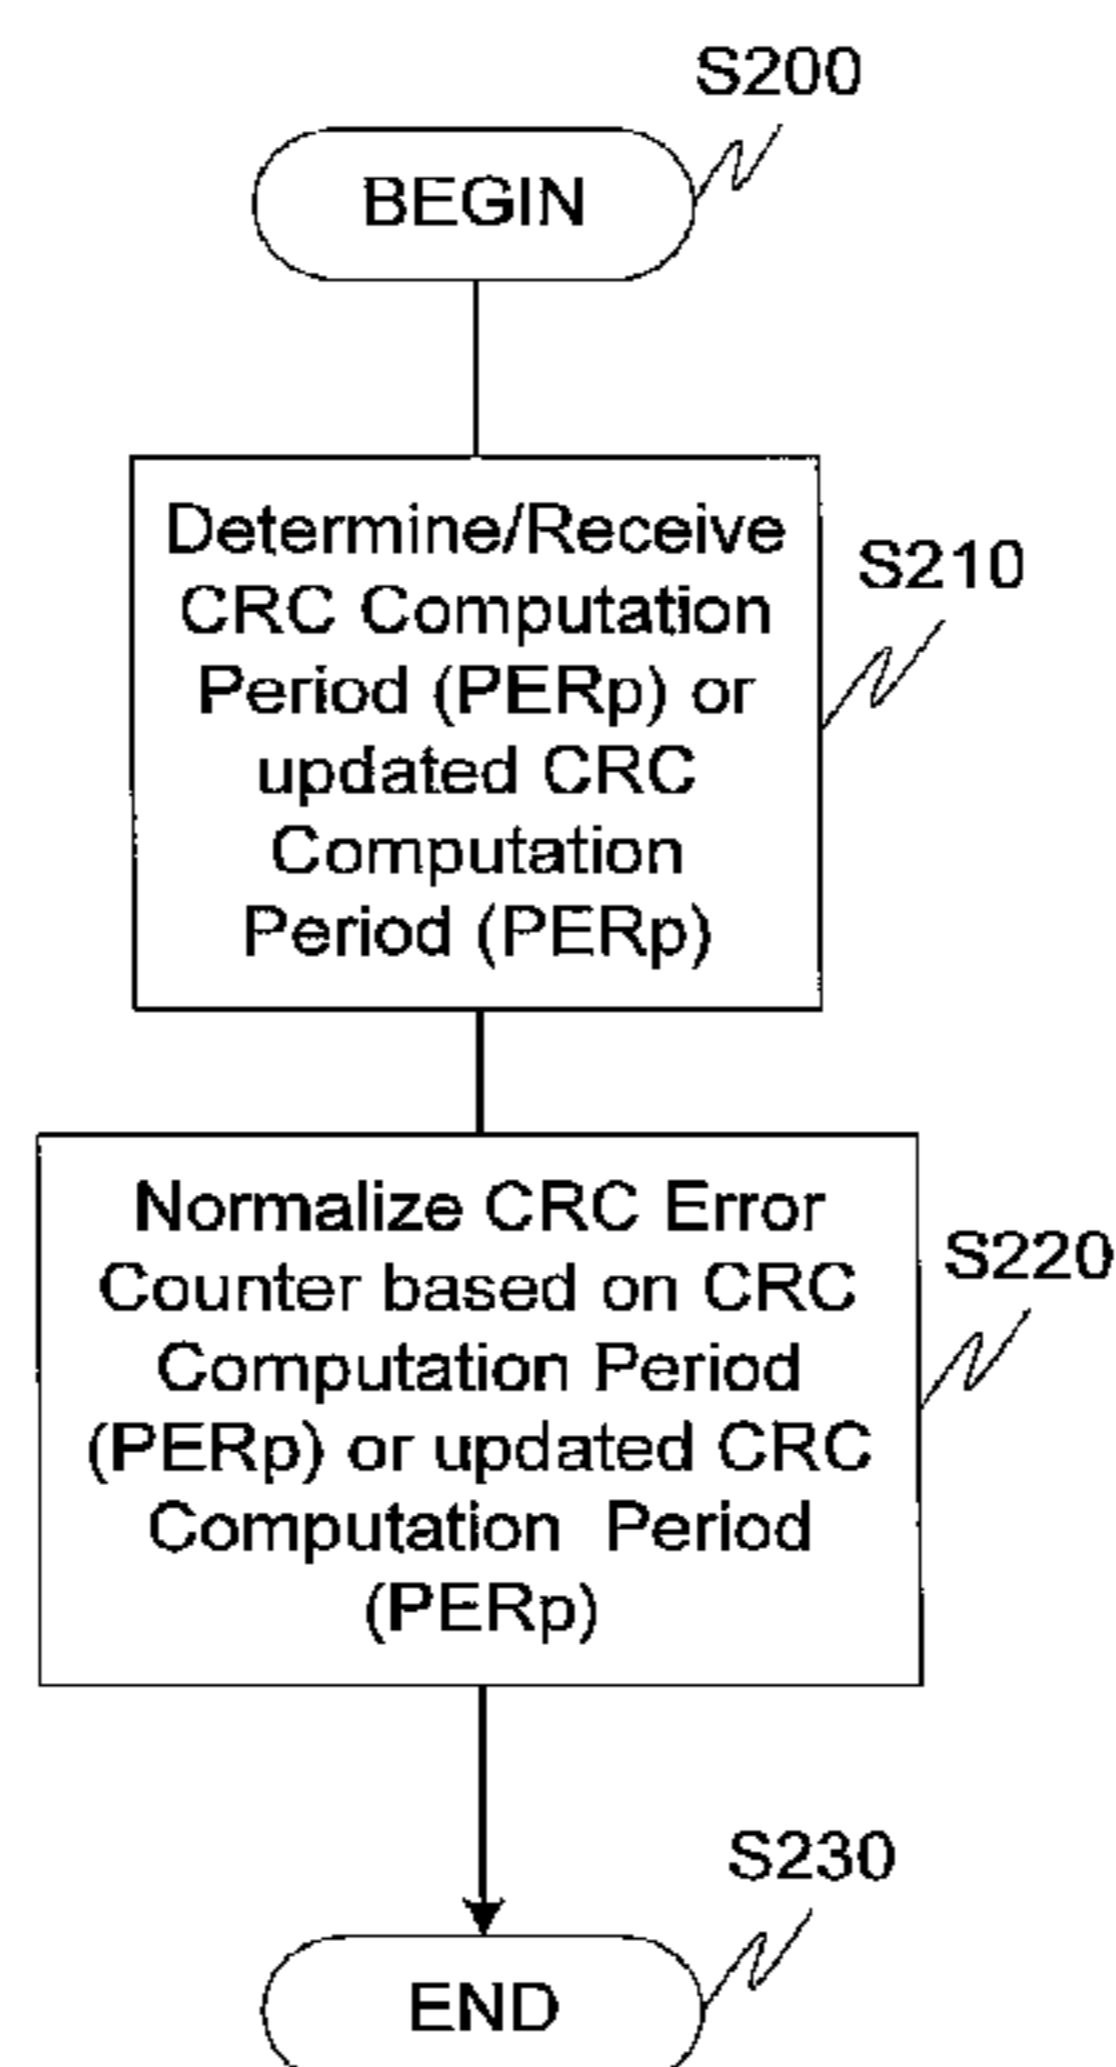 S200
BEGIN
Determine/Receive
CRC Computation
Period (PERp) or
updated CRC
Computation
Period (PERp)
S210
Normalize CRC Error
Counter based on CRC
Computation Period
(PERp) or updated CRC
Computation Period
(PERp)
S220
S230
END